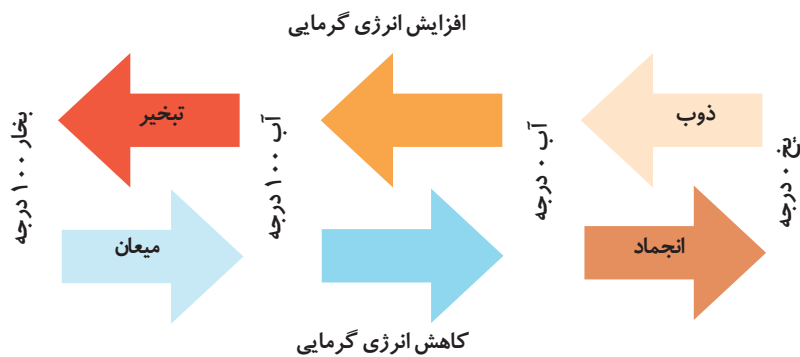 افزایش انرژی گرمایی
یخ ۰ درجه
ذوب
انجماد
آب ۰ درجه
آب ۱۰۰ درجه
تبخیر
میعان
بخار ۱۰۰ درجه
کاهش انرژی گرمایی